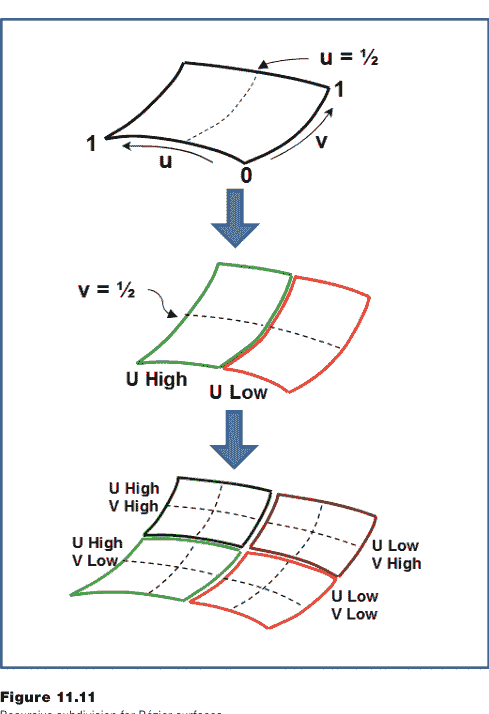 u = ½
1
1
v
u
0
v = ½
U High
U Low
U High
V High
U High
V Low
U Low
V High
U Low
V Low
Figure 11.11
Recursive subdivision for Bézier surfaces